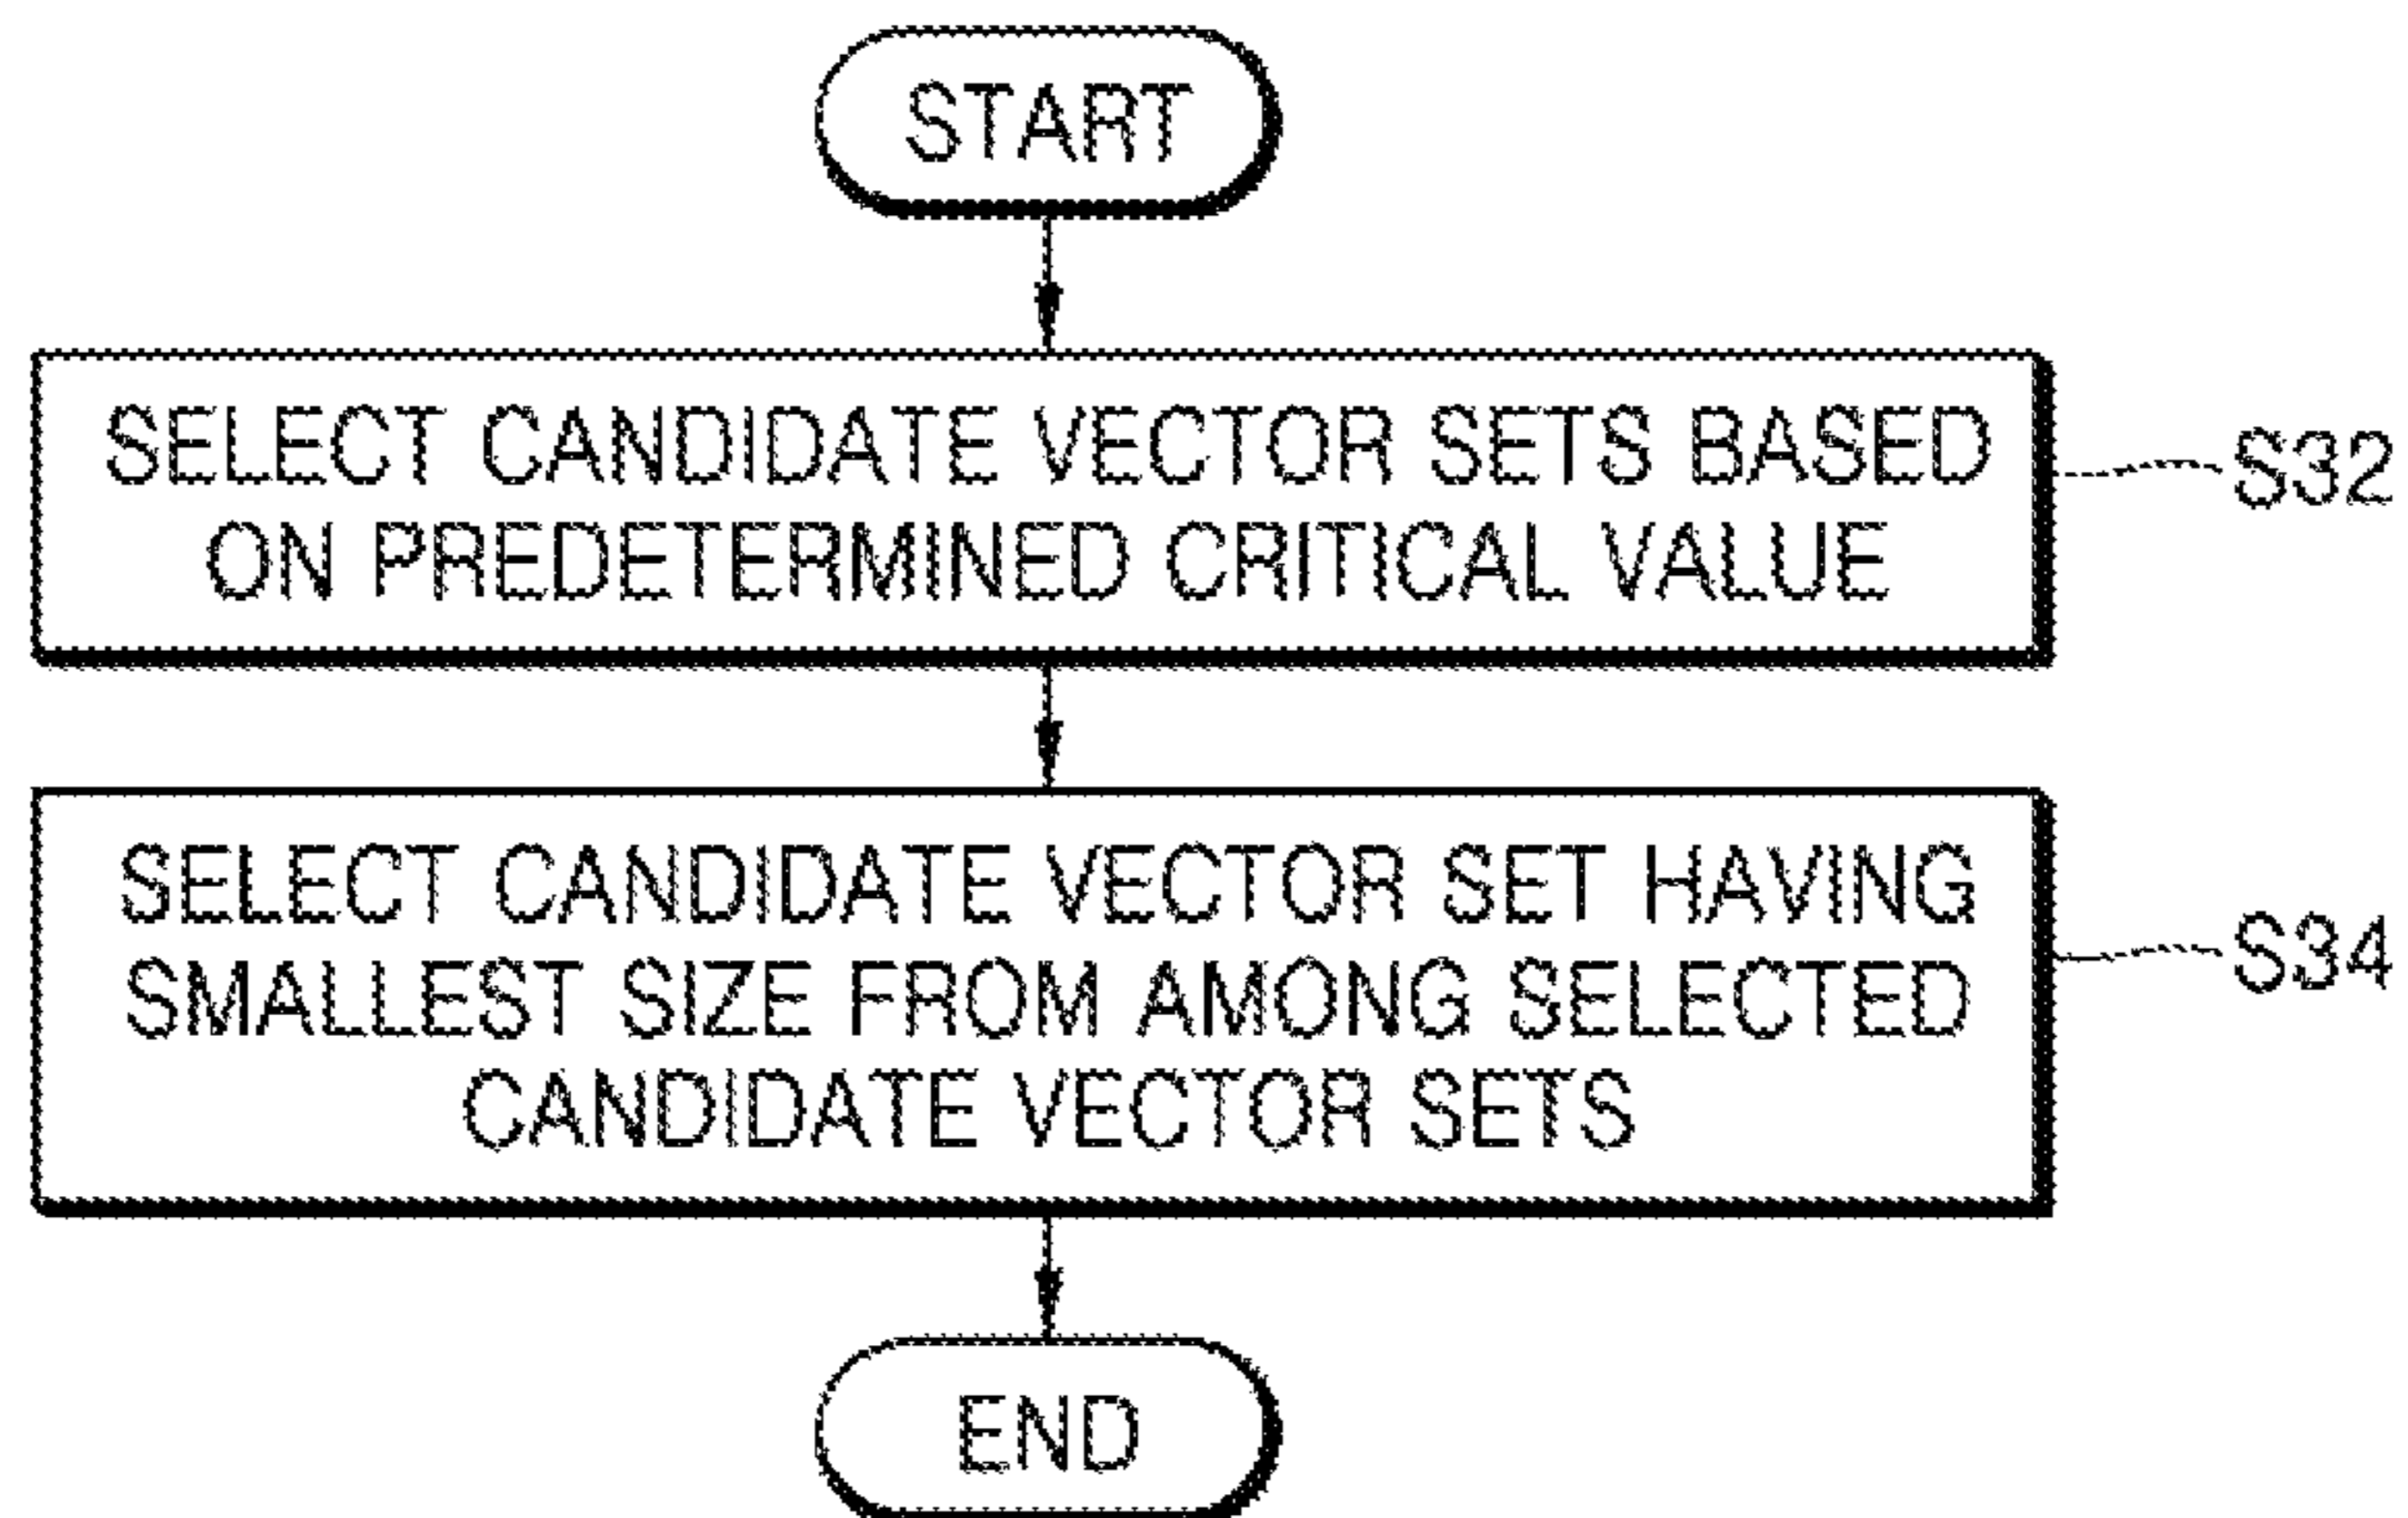 START
SELECT CANDIDATE VECTOR SETS BASED
ON PREDETERMINED CRITICAL VALUE
S32
SELECT CANDIDATE VECTOR SET HAVING
SMALLEST SIZE FROM AMONG SELECTED
CANDIDATE VECTOR SETS
S34
END